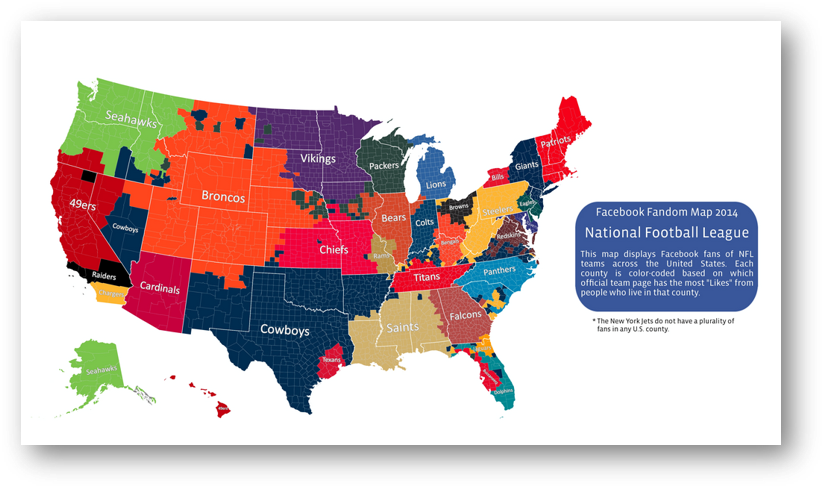 Seahawks
Patriots
Vikings
Packers
Giants
Lions
Bills
Broncos
49ers
Steelers
Browns
Eagles
Bears
Colts
Cowboys
Redskins
Bengals
Chiefs
Rams
Raiders
Titans
Panthers
Cardinals
Chargers
Falcons
Saints
Cowboys
Texans
Seahawks
Dolphins
Facebook Fandom Map 2014
National Football League
This map displays Facebook fans of NFL
teams across the United States. Each
county is color-coded based on which
official team page has the most "Likes" from
people who live in that county.
* The New York Jets do not have a plurality of
fans in any U.S. county.